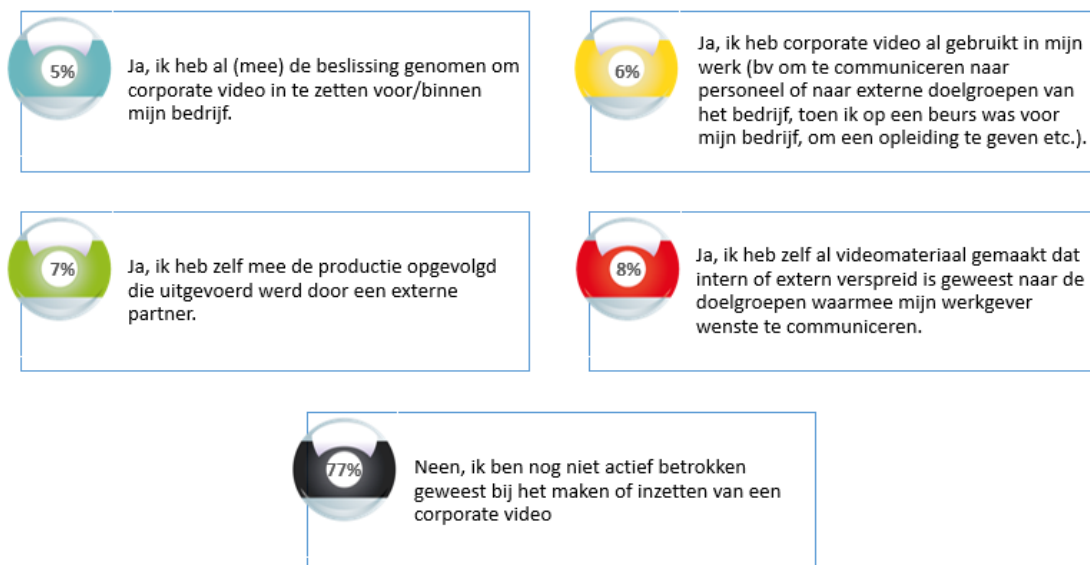 5%
Ja, ik heb al (mee) de beslissing genomen om
corporate video in te zetten voor/binnen
mijn bedrijf.
6%
Ja, ik heb corporate video al gebruikt in mijn
werk (bv om te communiceren naar
personeel of naar externe doelgroepen van
het bedrijf, toen ik op een beurs was voor
mijn bedrijf, om een opleiding te geven etc.).
7%
Ja, ik heb zelf mee de productie opgevolgd
die uitgevoerd werd door een externe
partner.
8%
Ja, ik heb zelf al videomateriaal gemaakt dat
intern of extern verspreid is geweest naar de
doelgroepen waarmee mijn werkgever
wenste te communiceren.
77%
Neen, ik ben nog niet actief betrokken
geweest bij het maken of inzetten van een
corporate video